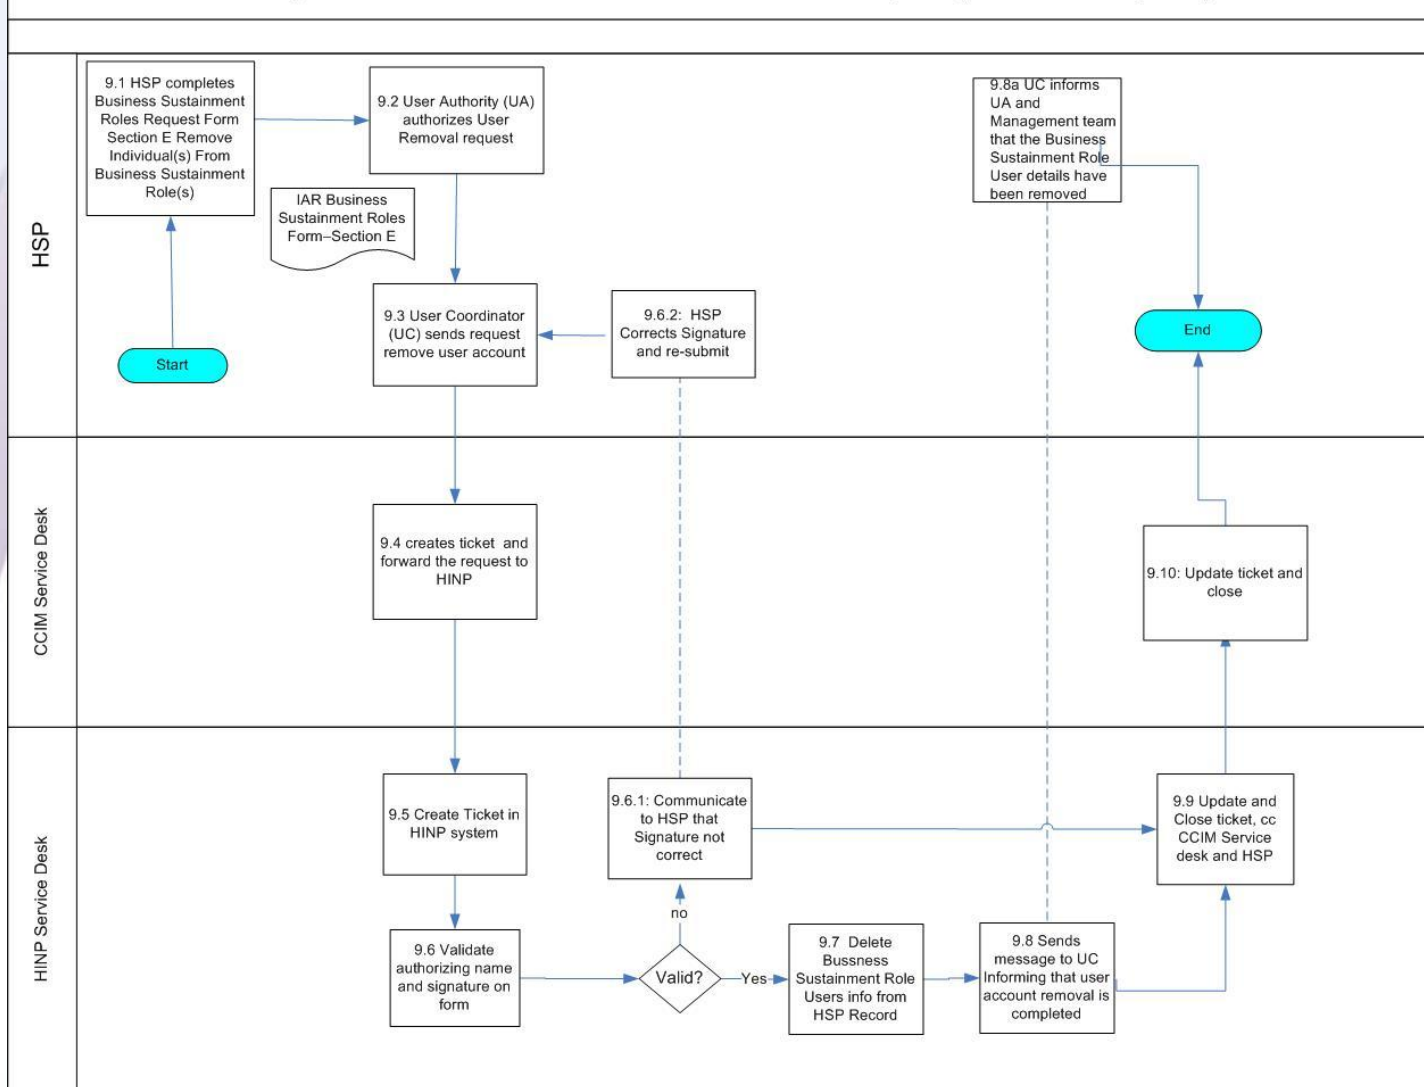 HSP
9.1 HSP completes
Business Sustainment
Roles Request Form
Section E Remove
Individual(s) From
Business Sustainment
Role(s)
9.2 User Authority (UA)
authorizes User
Removal request
IAR Business
Sustainment Roles
Form–Section E
Start
9.3 User Coordinator
(UC) sends request
remove user account
9.6.2: HSP
Corrects Signature
and re-submit
9.8a UC informs
UA and
Management team
that the Business
Sustainment Role
User details have
been removed
End
CCIM Service Desk
9.4 creates ticket and
forward the request to
HINP
9.10: Update ticket and
close
HINP Service Desk
9.5 Create Ticket in
HINP system
9.6.1: Communicate
to HSP that
Signature not
correct
9.9 Update and
Close ticket, cc
CCIM Service
desk and HSP
no
9.6 Validate
authorizing name
and signature on
form
Valid?
Yes
9.7 Delete
Bussness
Sustainment Role
Users info from
HSP Record
9.8 Sends
message to UC
Informing that user
account removal is
completed